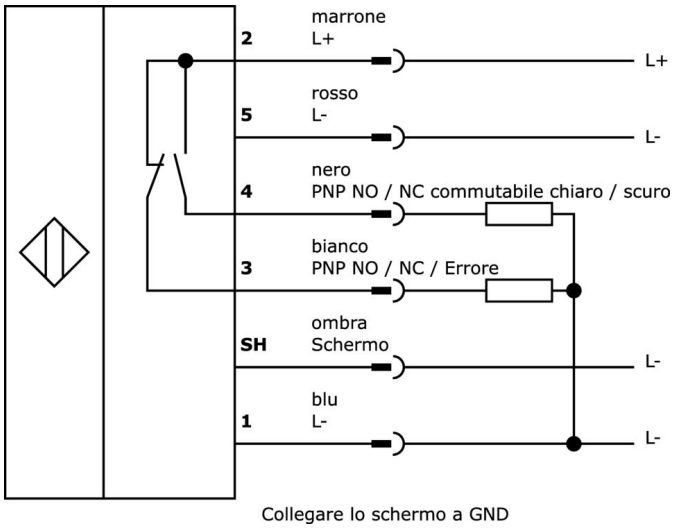 marrone
2 L+ L+
rosso
5 L- L-
nero
4 PNP NO / NC commutabile chiaro / scuro
bianco
3 PNP NO / NC / Errore
ombra
SH Schermo L-
blu
1 L- L-
Collegare lo schermo a GND